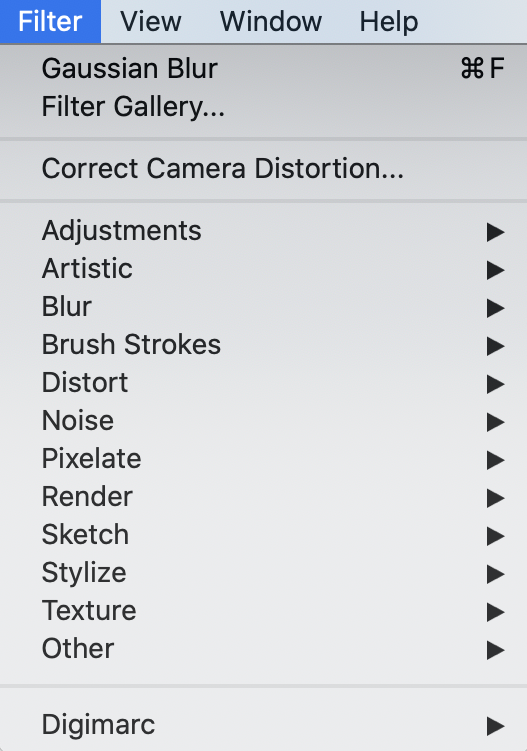 Filter View Window Help
Gaussian Blur ⌘F
Filter Gallery...
Correct Camera Distortion...
Adjustments
Artistic
Blur
Brush Strokes
Distort
Noise
Pixelate
Render
Sketch
Stylize
Texture
Other
Digimarc